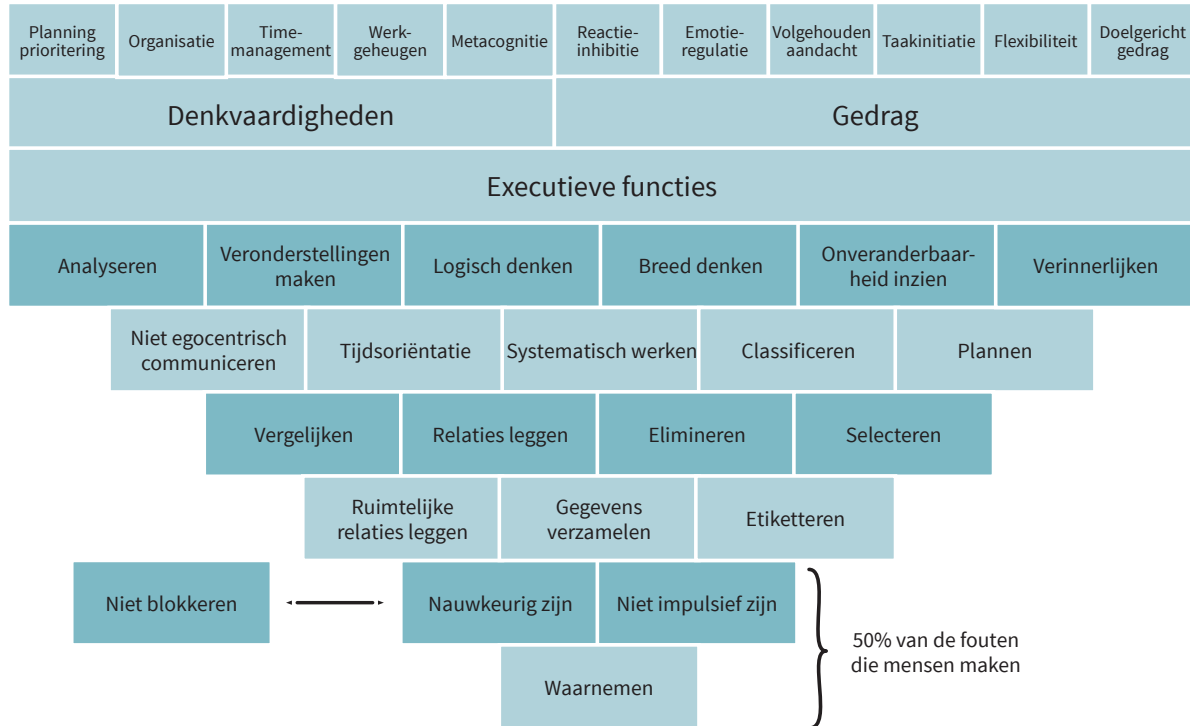 Planning
prioritering
Organisatie
Time-
management
Werk-
geheugen
Metacognitie
Reactie-
inhibitie
Emotie-
regulatie
Volgehouden
aandacht
Taakinitiatie
Flexibiliteit
Doelgericht
gedrag
Denkvaardigheden
Gedrag
Executieve functies
Analyseren
Veronderstellingen
maken
Logisch denken
Breed denken
Onveranderbaar-
heid inzien
Verinnerlijken
Niet egocentrisch
communiceren
Tijdsoriëntatie
Systematisch werken
Classificeren
Plannen
Vergelijken
Relaties leggen
Elimineren
Selecteren
Ruimtelijke
relaties leggen
Gegevens
verzamelen
Etiketteren
Niet blokkeren
Nauwkeurig zijn
Niet impulsief zijn
50% van de fouten
die mensen maken
Waarnemen